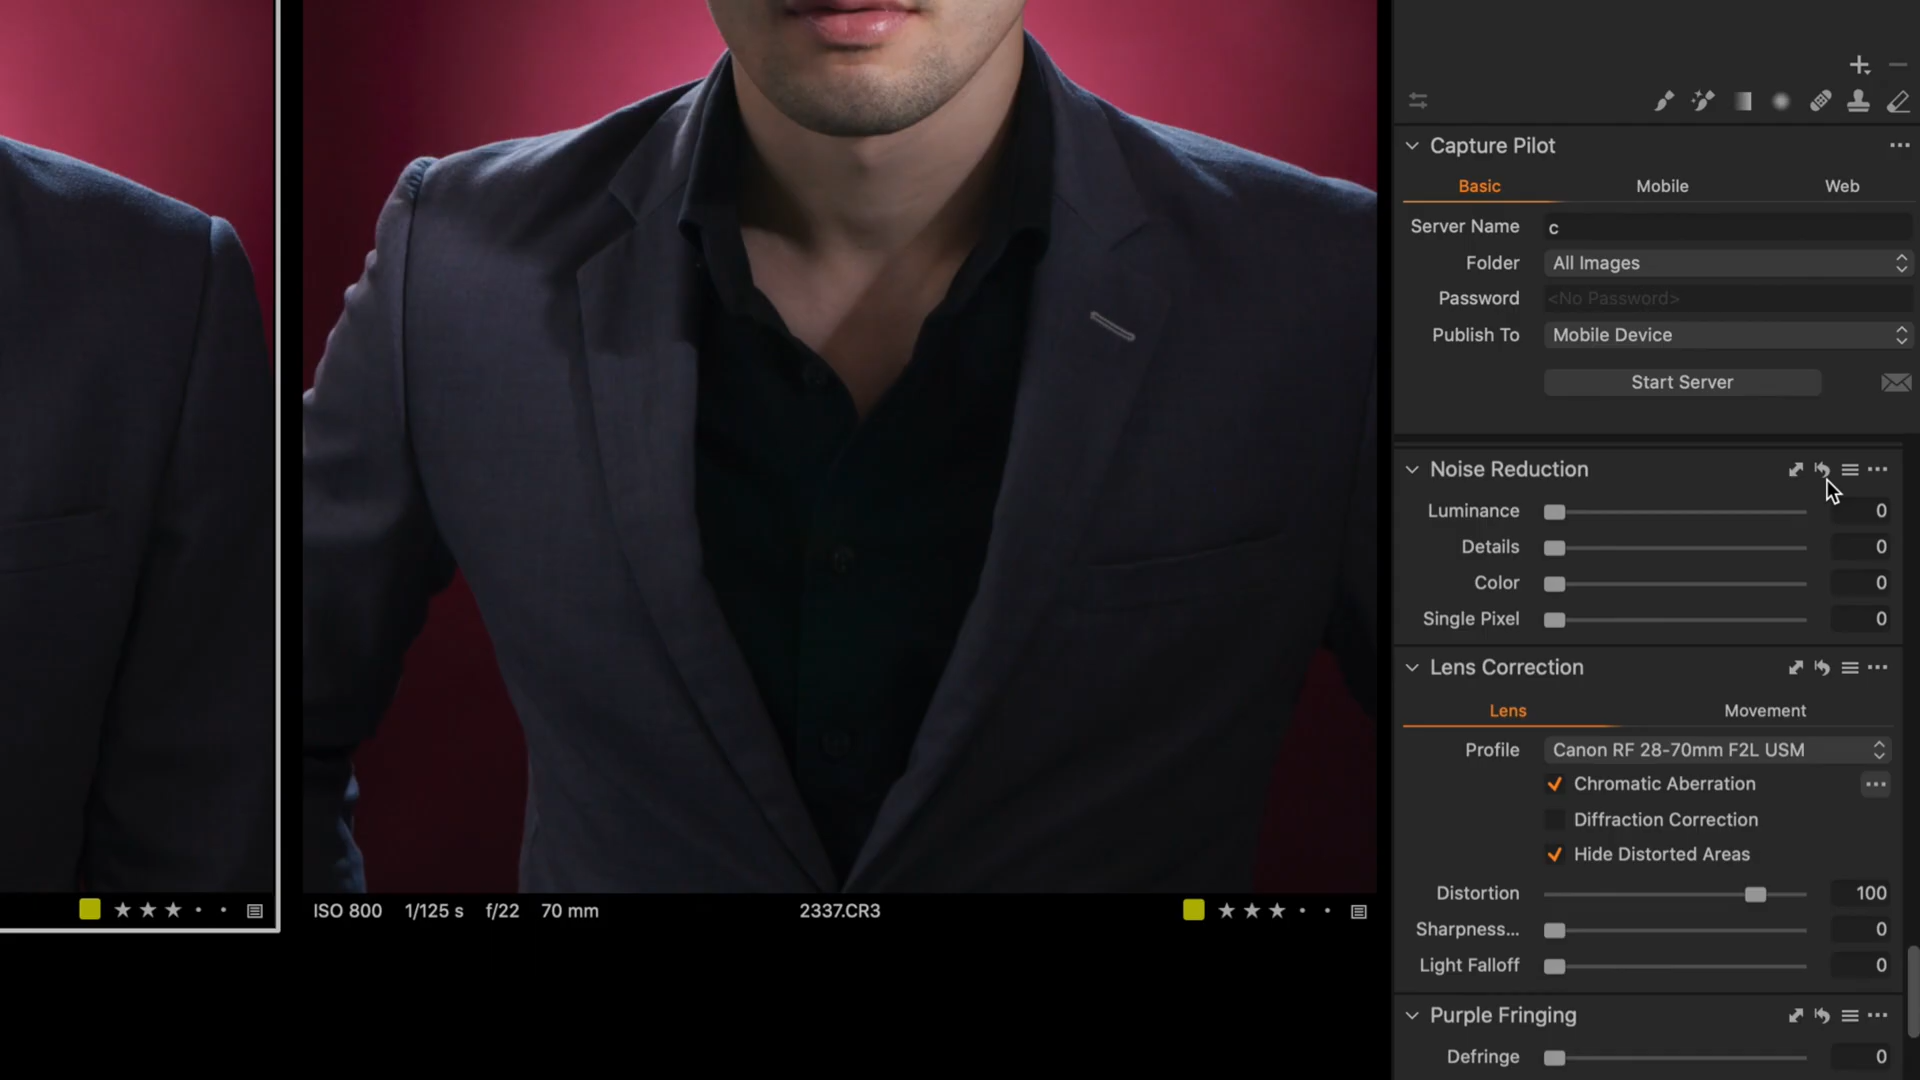 Capture Pilot
Basic Mobile Web
Server Name c
Folder All Images
Password <No Password>
Publish To Mobile Device
Start Server
Noise Reduction
Luminance 0
Details 0
Color 0
Single Pixel 0
Lens Correction
Lens Movement
Profile Canon RF 28-70mm F2L USM
Chromatic Aberration
Diffraction Correction
Hide Distorted Areas
Distortion 100
Sharpness... 0
Light Falloff 0
Purple Fringing
Defringe 0
ISO 800 1/125 s f/22 70 mm 2337.CR3